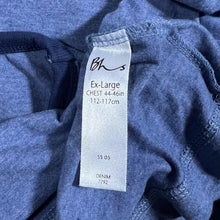 Bhs
Ex-Large
CHEST 44-46in
112-117cm
SS 05
DENIM
7792